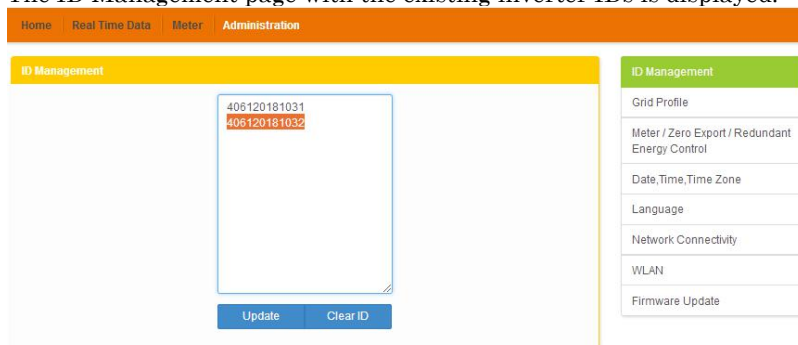 The ID Management page with the existing inverter IDs is displayed.
Home Real Time Data Meter Administration
ID Management
406120181031
406120181032
Update Clear ID
ID Management
Grid Profile
Meter / Zero Export / Redundant
Energy Control
Date,Time,Time Zone
Language
Network Connectivity
WLAN
Firmware Update